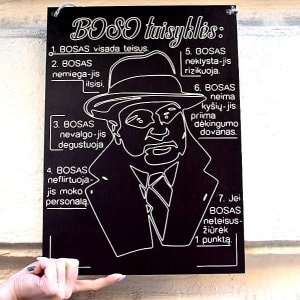 BOSO taisyklės:
1. BOSAS visada teisus.
2. BOSAS
nemiega-jis
ilsisi.
3. BOSAS
nevalgo-jis
degustuoja
4. BOSAS
neflirtuoja-
jis moko
personalą.
5. BOSAS
neklysta-jis
rizikuoja.
6. BOSAS
neima
kyšių-jis
priima
dėkingumo
dovanas.
7. Jei
BOSAS
neteisus-
žiūrėk
1 punktą.